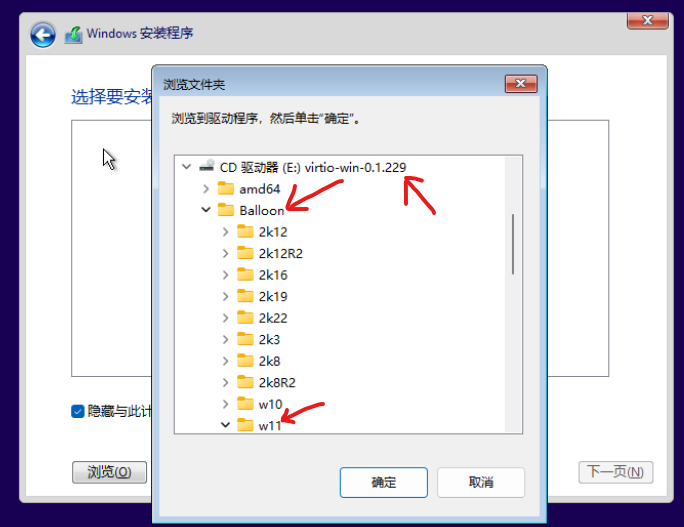 Windows 安装程序
选择要安装
浏览文件夹
浏览到驱动程序，然后单击“确定”。
CD 驱动器 (E:) virtio-win-0.1.229
amd64
Balloon
2k12
2k12R2
2k16
2k19
2k22
2k3
2k8
2k8R2
w10
w11
隐藏与此计
确定
取消
浏览(O)
下一页(N)